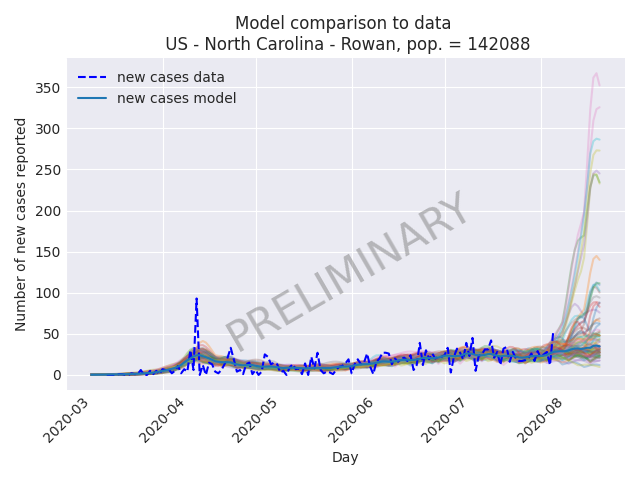 Model comparison to data
US - North Carolina - Rowan, pop. = 142088
new cases data
new cases model
Number of new cases reported
350
300
250
200
150
100
50
0
PRELIMINARY
2020-03
2020-04
2020-05
2020-06
2020-07
2020-08
Day